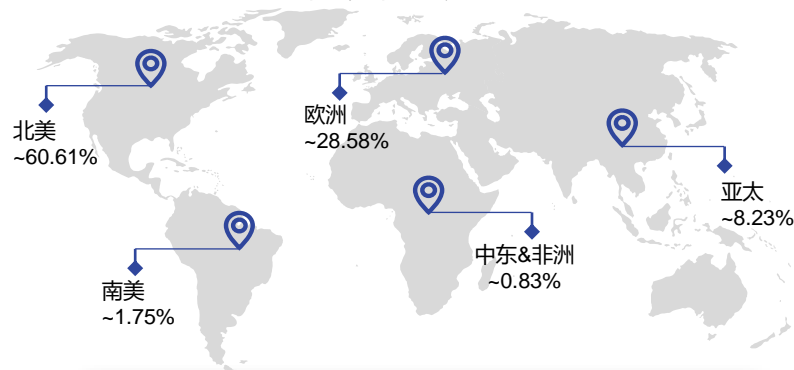 北美
~60.61%
欧洲
~28.58%
亚太
~8.23%
中东&非洲
~0.83%
南美
~1.75%